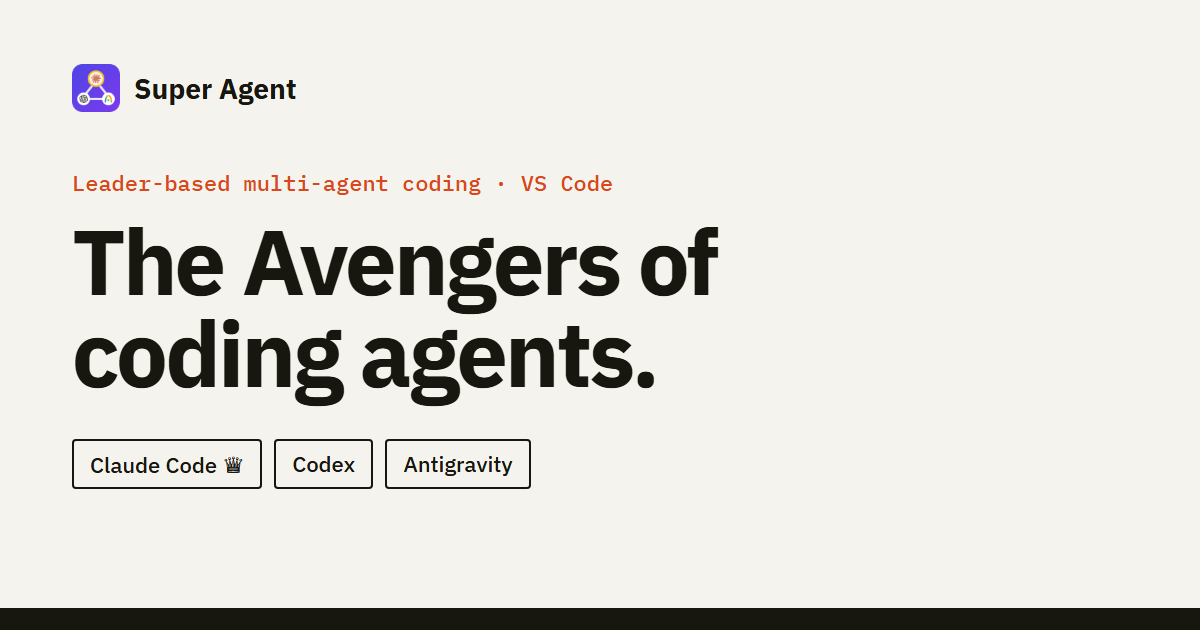 Super Agent
Leader-based multi-agent coding · VS Code
The Avengers of
coding agents.
Claude Code ♛
Codex
Antigravity